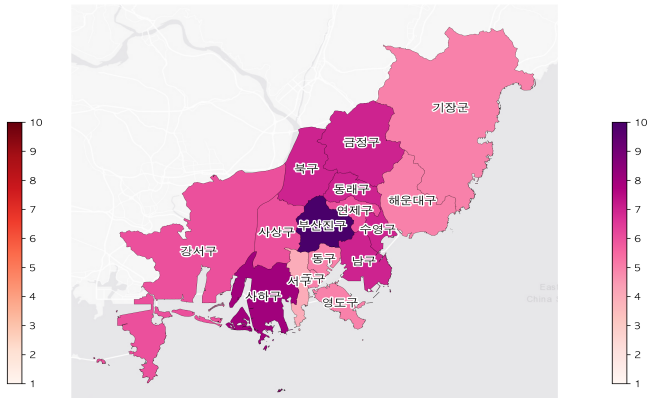 기장군
금정구
북구
동래구
해운대구
연제구
부산진구
수영구
사상구
강서구
동구
남구
서구
구
사하구
영도구
East
China
10
9
8
7
6
5
4
3
2
1
10
9
8
7
6
5
4
3
2
1